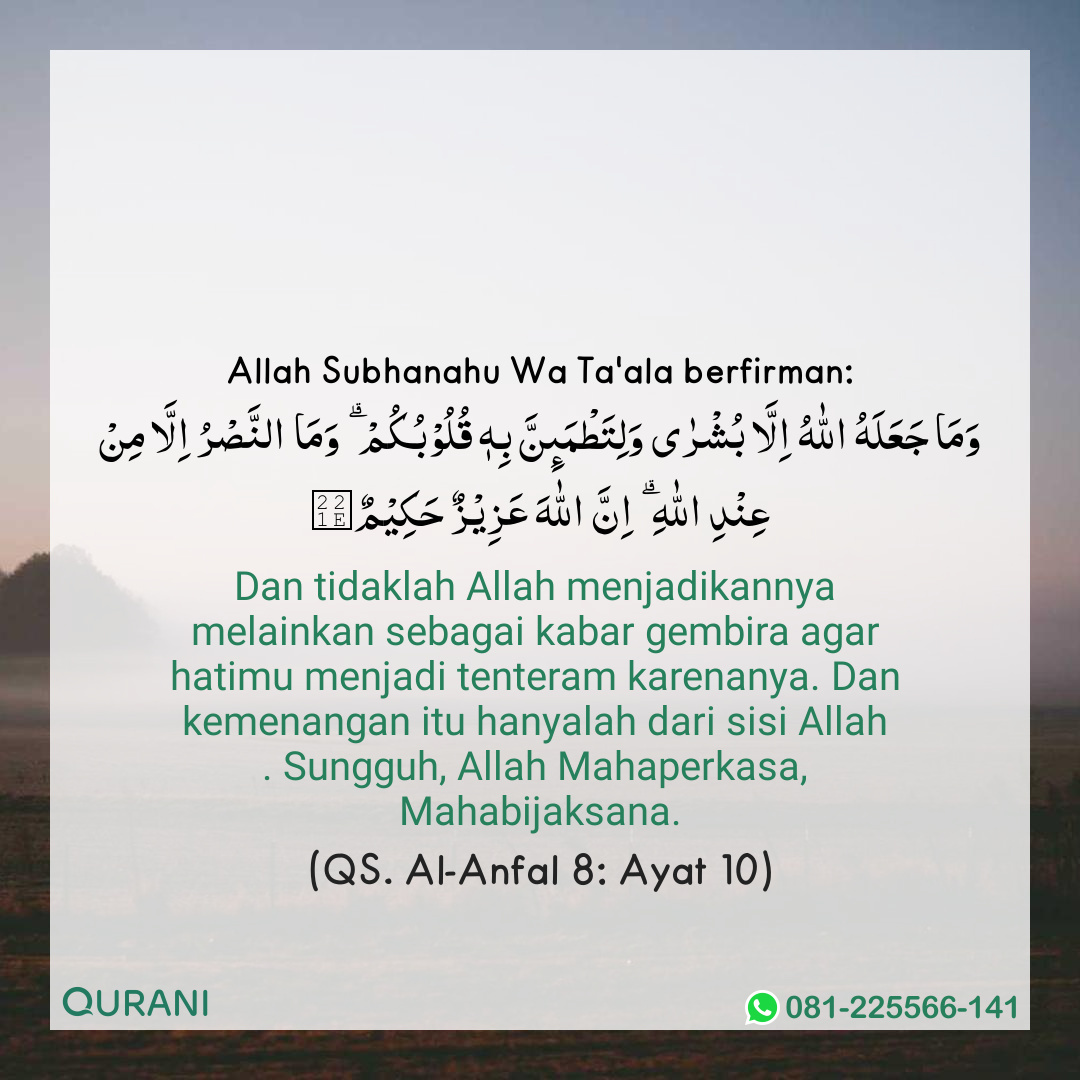 Allah Subhanahu Wa Ta'ala berfirman:
وَمَا جَعَلَهُ اللّٰهُ اِلَّا بُشْرٰى وَلِتَطْمَىِٕنَّ بِهٖ قُلُوْبُكُمْ ۗ وَمَا النَّصْرُ اِلَّا مِنْ
عِنْدِ اللّٰهِ ۗ اِنَّ اللّٰهَ عَزِيْزٌ حَكِيْمٌ
Dan tidaklah Allah menjadikannya
melainkan sebagai kabar gembira agar
hatimu menjadi tenteram karenanya. Dan
kemenangan itu hanyalah dari sisi Allah
. Sungguh, Allah Mahaperkasa,
Mahabijaksana.
(QS. Al-Anfal 8: Ayat 10)
QURANI
081-225566-141